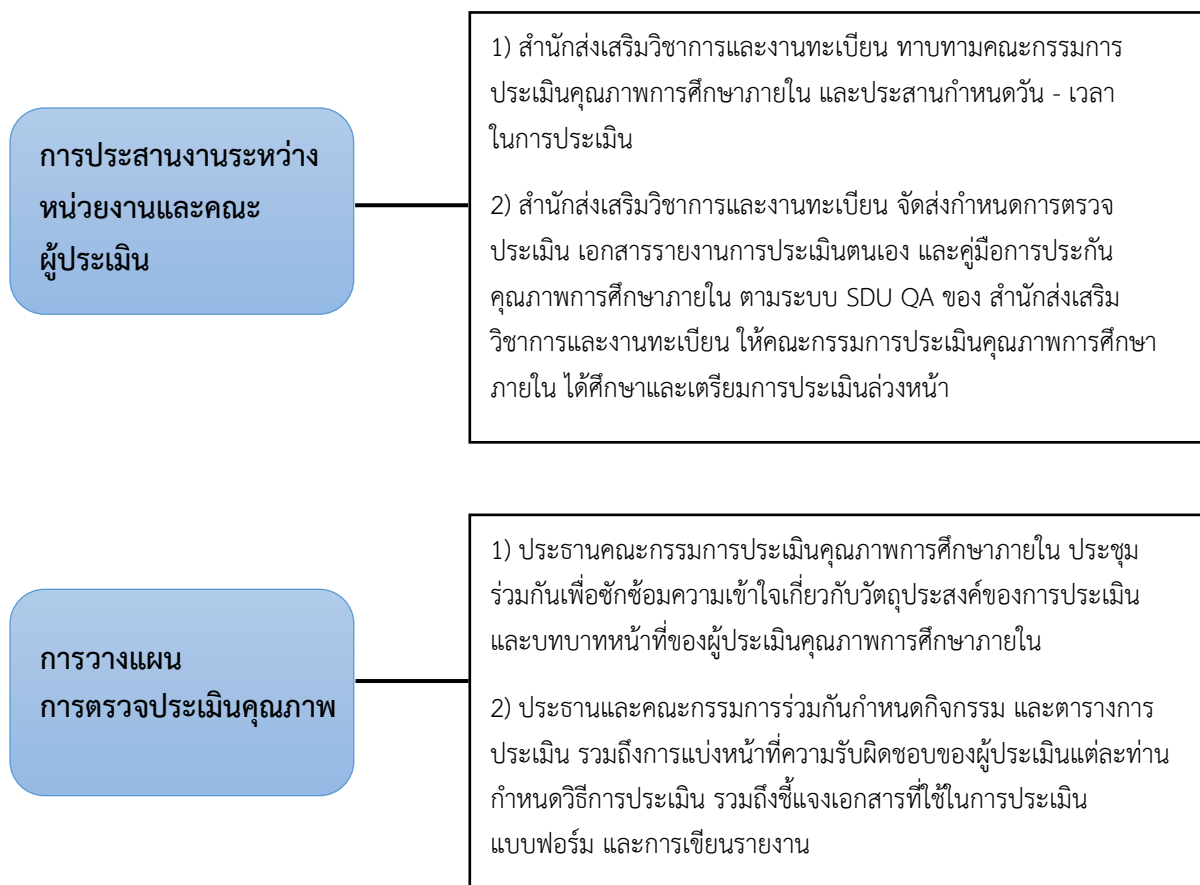 การประสานงานระหว่าง
หน่วยงานและคณะ
ผู้ประเมิน
1) สำนักส่งเสริมวิชาการและงานทะเบียน ทาบทามคณะกรรมการ
ประเมินคุณภาพการศึกษาภายใน และประสานกำหนดวัน - เวลา
ในการประเมิน
2) สำนักส่งเสริมวิชาการและงานทะเบียน จัดส่งกำหนดการตรวจ
ประเมิน เอกสารรายงานการประเมินตนเอง และคู่มือการประกัน
คุณภาพการศึกษาภายใน ตามระบบ SDU QA ของ สำนักส่งเสริม
วิชาการและงานทะเบียน ให้คณะกรรมการประเมินคุณภาพการศึกษา
ภายใน ได้ศึกษาและเตรียมการประเมินล่วงหน้า
การวางแผน
การตรวจประเมินคุณภาพ
1) ประธานคณะกรรมการประเมินคุณภาพการศึกษาภายใน ประชุม
ร่วมกันเพื่อซักซ้อมความเข้าใจเกี่ยวกับวัตถุประสงค์ของการประเมิน
และบทบาทหน้าที่ของผู้ประเมินคุณภาพการศึกษาภายใน
2) ประธานและคณะกรรมการร่วมกันกำหนดกิจกรรม และตารางการ
ประเมิน รวมถึงการแบ่งหน้าที่ความรับผิดชอบของผู้ประเมินแต่ละท่าน
กำหนดวิธีการประเมิน รวมถึงชี้แจงเอกสารที่ใช้ในการประเมิน
แบบฟอร์ม และการเขียนรายงาน